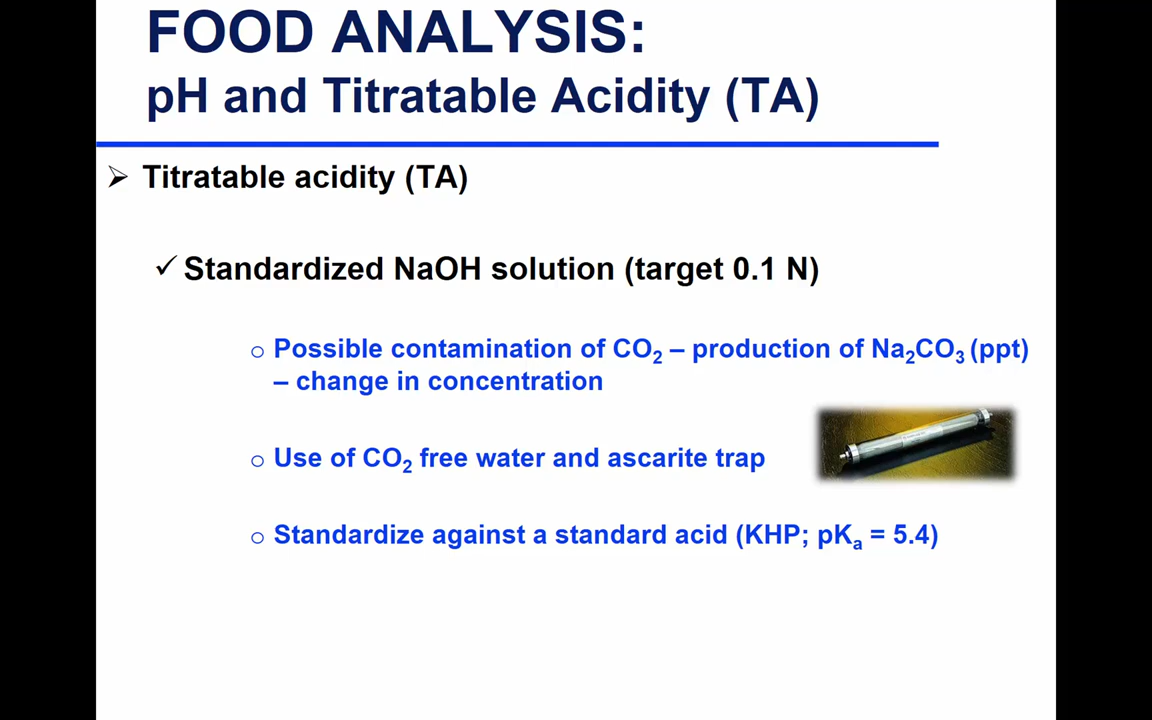 FOOD ANALYSIS:
pH and Titratable Acidity (TA)
➢ Titratable acidity (TA)
✓ Standardized NaOH solution (target 0.1 N)
o Possible contamination of CO₂ – production of Na₂CO₃ (ppt)
– change in concentration
o Use of CO₂ free water and ascarite trap
o Standardize against a standard acid (KHP; pKₐ = 5.4)